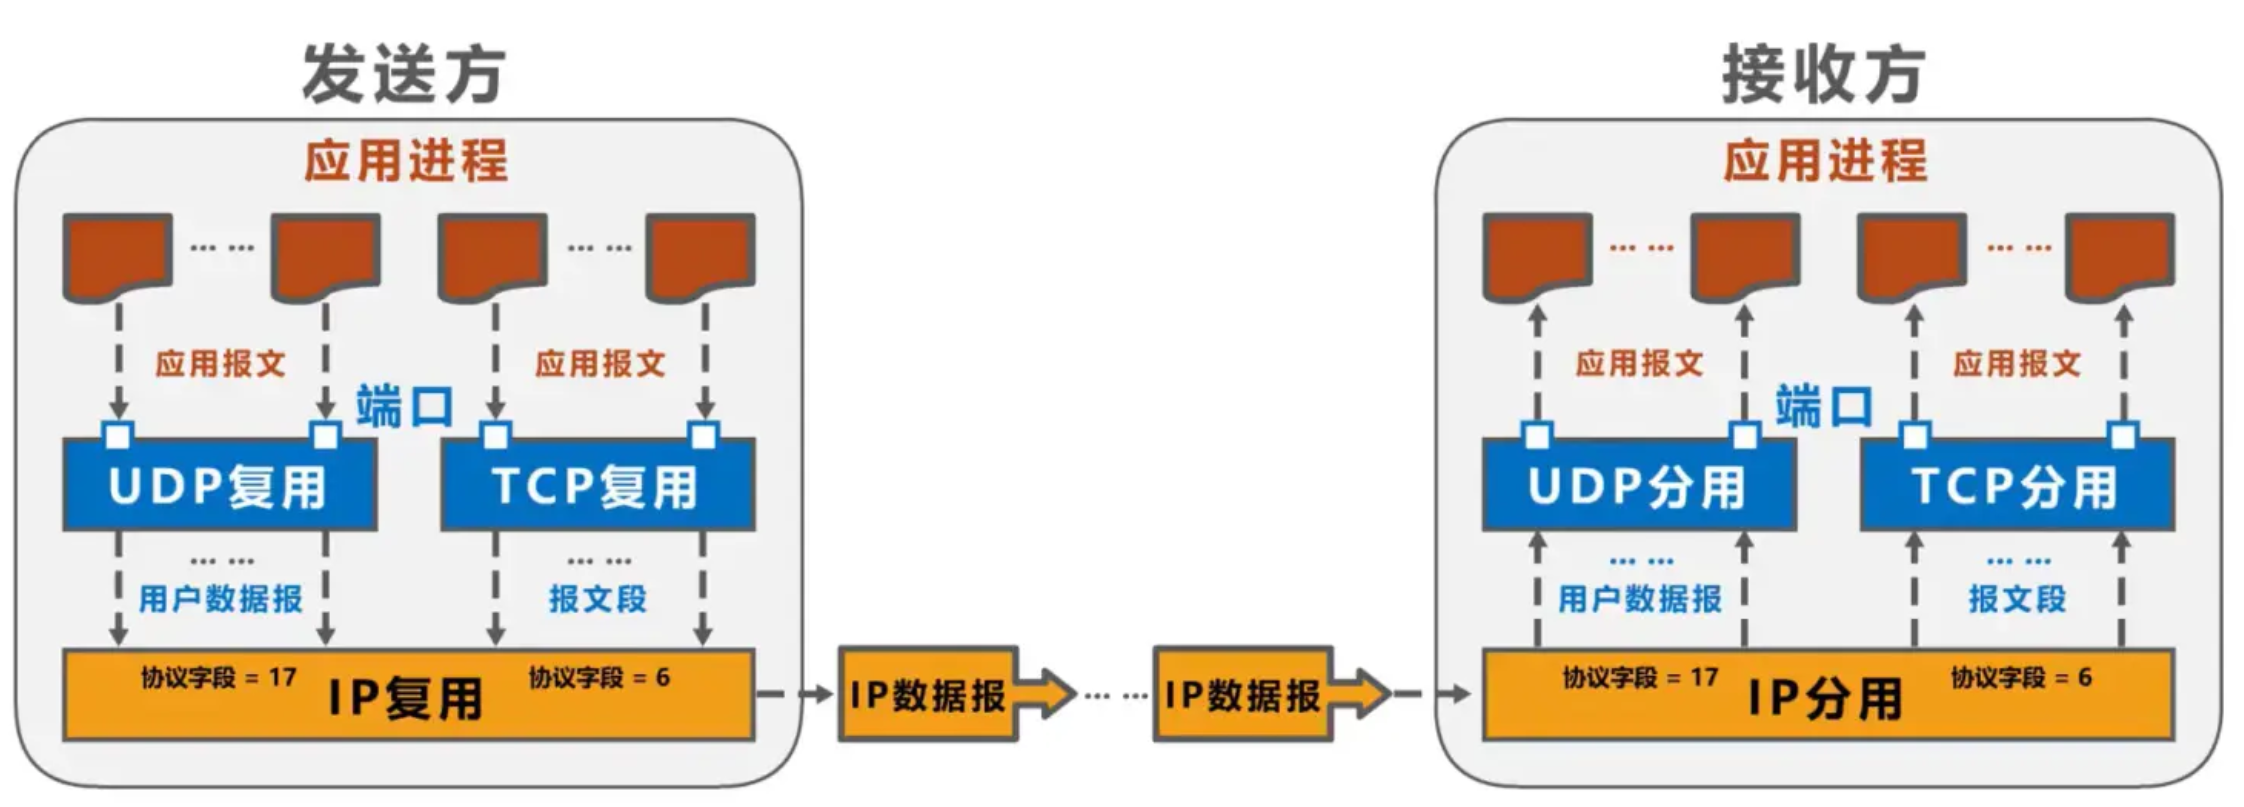 发送方
应用进程
…… ……
应用报文 应用报文
端口
UDP复用 TCP复用
…… ……
用户数据报 报文段
协议字段 = 17 协议字段 = 6
IP复用
IP数据报 …… IP数据报
接收方
应用进程
…… ……
应用报文 应用报文
端口
UDP分用 TCP分用
…… ……
用户数据报 报文段
协议字段 = 17 协议字段 = 6
IP分用